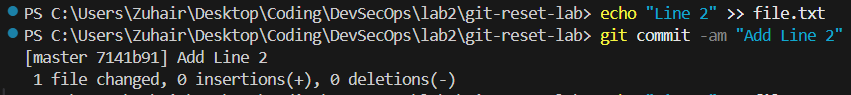 PS C:\Users\Zuhair\Desktop\Coding\DevSecOps\lab2\git-reset-lab> echo "Line 2" >> file.txt
PS C:\Users\Zuhair\Desktop\Coding\DevSecOps\lab2\git-reset-lab> git commit -am "Add Line 2"
[master 7141b91] Add Line 2
 1 file changed, 0 insertions(+), 0 deletions(-)